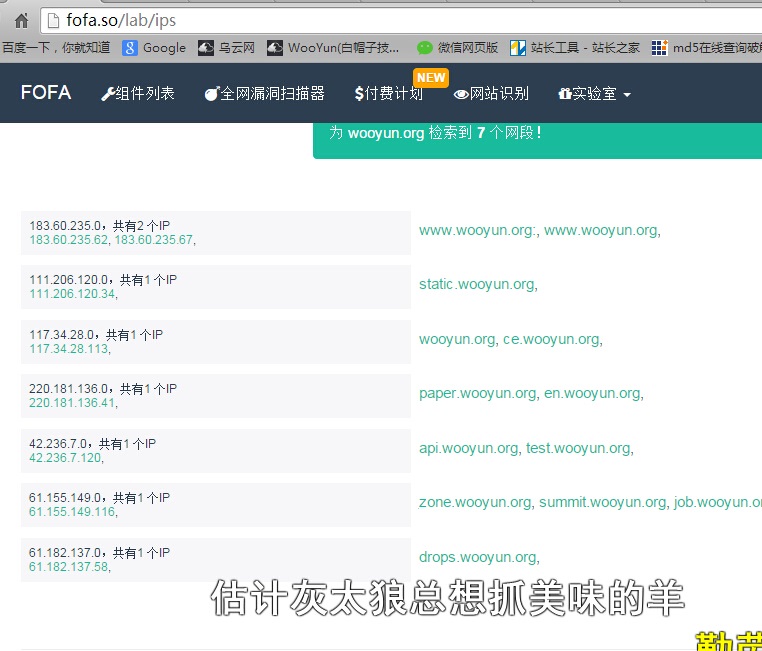 fofa.so/lab/ips
百度一下，你就知道 Google 乌云网 WooYun(白帽子技... 微信网页版 站长工具 - 站长之家 md5在线查询破解
FOFA 组件列表 全网漏洞扫描器 $付费计划 NEW 网站识别 实验室
为 wooyun.org 检索到 7 个网段！
183.60.235.0，共有2 个IP
183.60.235.62, 183.60.235.67,
www.wooyun.org:, www.wooyun.org,
111.206.120.0，共有1 个IP
111.206.120.34,
static.wooyun.org,
117.34.28.0，共有1 个IP
117.34.28.113,
wooyun.org, ce.wooyun.org,
220.181.136.0，共有1 个IP
220.181.136.41,
paper.wooyun.org, en.wooyun.org,
42.236.7.0，共有1 个IP
42.236.7.120,
api.wooyun.org, test.wooyun.org,
61.155.149.0，共有1 个IP
61.155.149.116,
zone.wooyun.org, summit.wooyun.org, job.wooyun.o
61.182.137.0，共有1 个IP
61.182.137.58,
drops.wooyun.org,
估计灰太狼总想抓美味的羊